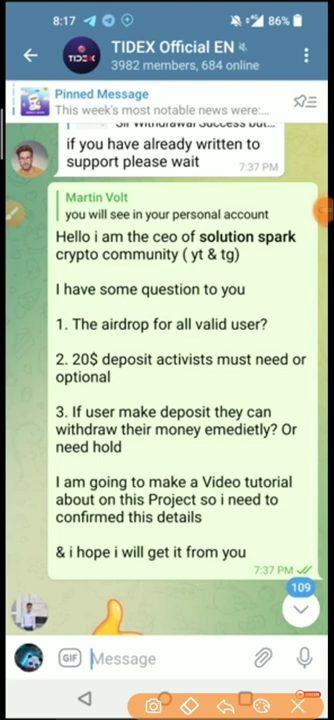 8:17
86%
TIDEX Official EN
3982 members, 684 online
TIDEX
Pinned Message
This week's most notable news were:...
Sir Withdrawal Success but...
if you have already written to
support please wait
7:37 PM
Martin Volt
you will see in your personal account
Hello i am the ceo of solution spark
crypto community ( yt & tg)
I have some question to you
1. The airdrop for all valid user?
2. 20$ deposit activists must need or
optional
3. If user make deposit they can
withdraw their money emedietly? Or
need hold
I am going to make a Video tutorial
about on this Project so i need to
confirmed this details
& i hope i will get it from you
7:37 PM
109
GIF
Message